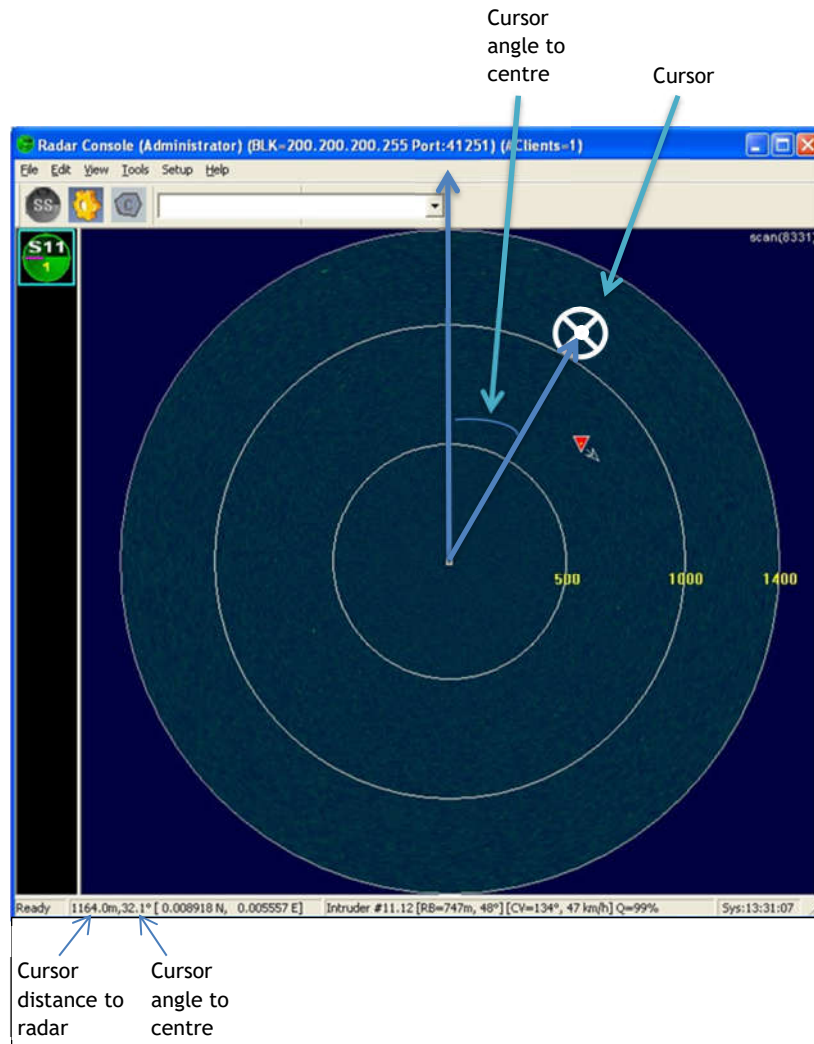 Cursor
angle to
centre
Cursor
Radar Console (Administrator) (BLK=200.200.200.255 Port:41251) (#Clients=1)
File Edit View Tools Setup Help
SS
C
S11
1
scan(8331)
500 1000 1400
Ready 1164.0m,32.1° [ 0.008918 N, 0.005557 E] Intruder #11.12 [RB=747m, 48°] [CV=134°, 47 km/h] Q=99% Sys:13:31:07
Cursor
distance to
radar
Cursor
angle to
centre